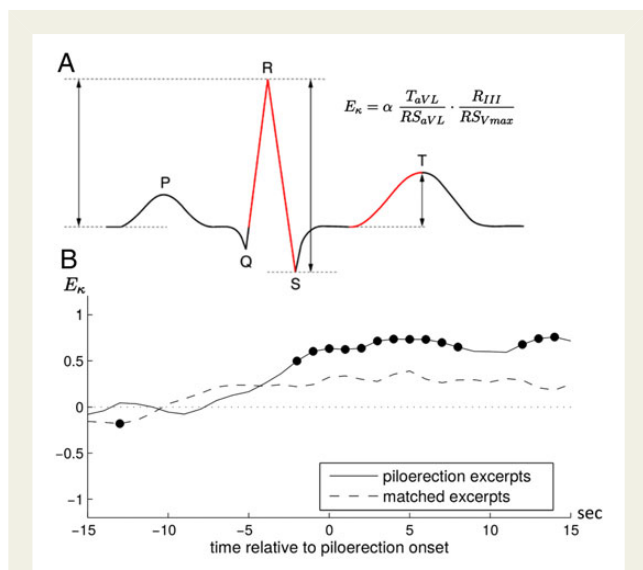 A
R
E_κ = α T_aVL / RS_aVL · R_III / RS_Vmax
P
T
Q
S
B
E_κ
1
0.5
0
−0.5
−1
piloerection excerpts
matched excerpts
sec
−15 −10 −5 0 5 10 15
time relative to piloerection onset